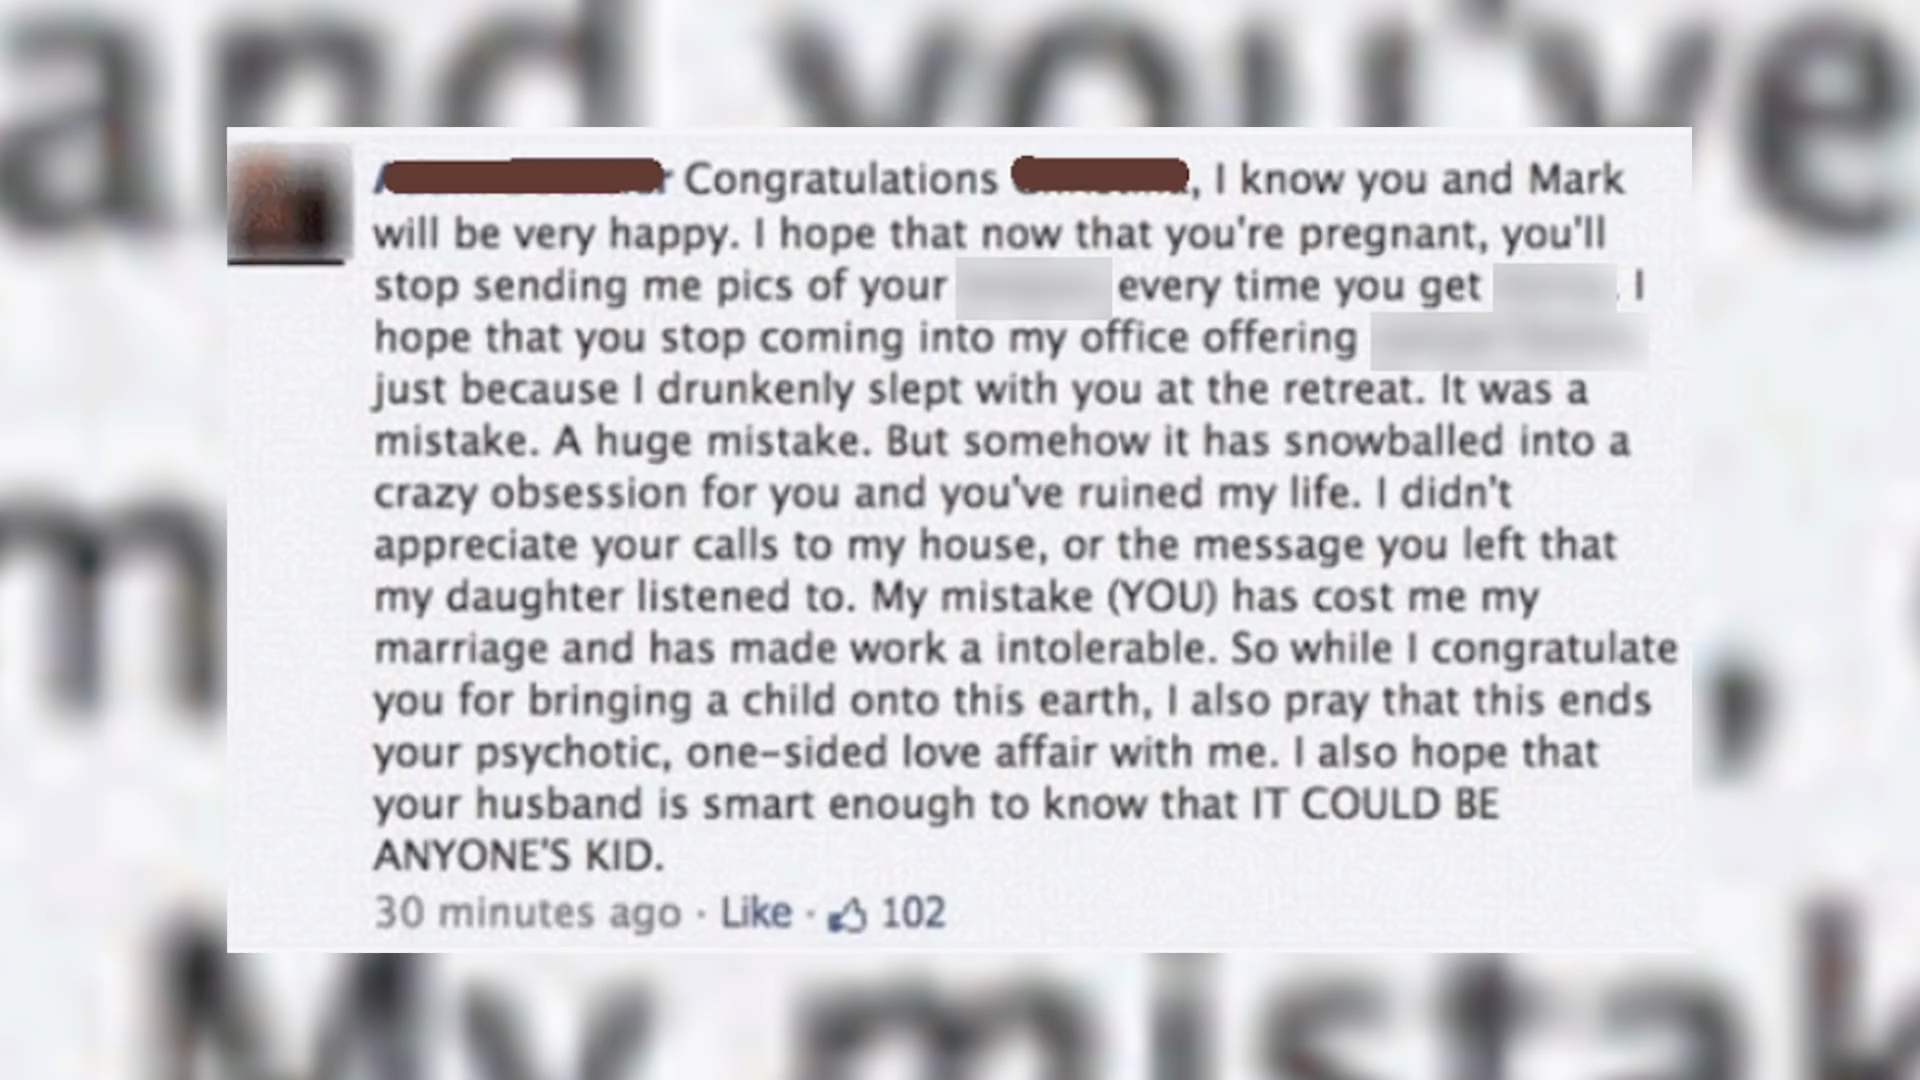 and you've
Congratulations , I know you and Mark
will be very happy. I hope that now that you're pregnant, you'll
stop sending me pics of your every time you get . I
hope that you stop coming into my office offering
just because I drunkenly slept with you at the retreat. It was a
mistake. A huge mistake. But somehow it has snowballed into a
crazy obsession for you and you've ruined my life. I didn't
appreciate your calls to my house, or the message you left that
my daughter listened to. My mistake (YOU) has cost me my
marriage and has made work a intolerable. So while I congratulate
you for bringing a child onto this earth, I also pray that this ends
your psychotic, one-sided love affair with me. I also hope that
your husband is smart enough to know that IT COULD BE
ANYONE'S KID.
30 minutes ago · Like · 102
My mistak